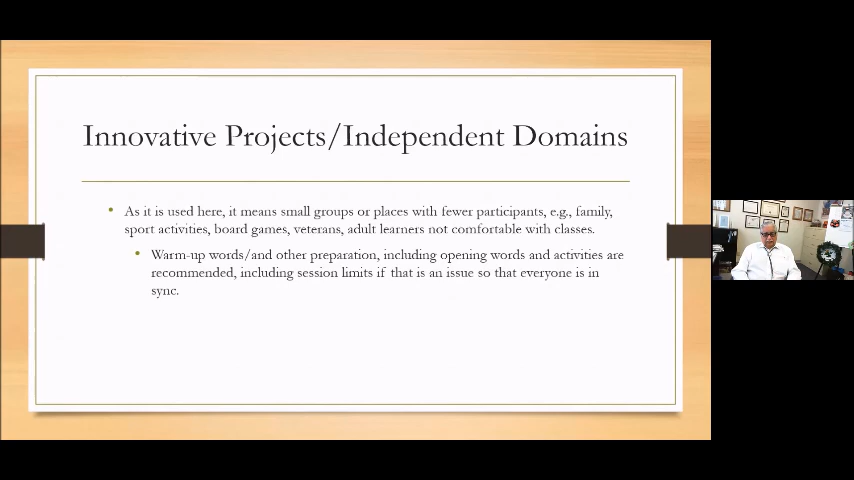 Innovative Projects/Independent Domains
• As it is used here, it means small groups or places with fewer participants, e.g., family,
sport activities, board games, veterans, adult learners not comfortable with classes.
• Warm-up words/and other preparation, including opening words and activities are
recommended, including session limits if that is an issue so that everyone is in
sync.